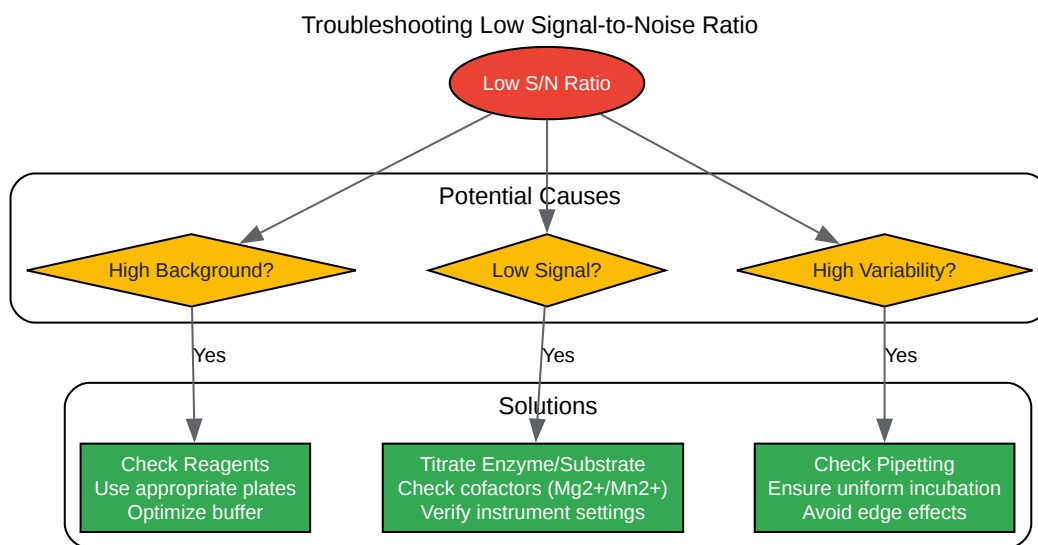 Troubleshooting Low Signal-to-Noise Ratio
Low S/N Ratio
Potential Causes
High Background?
Low Signal?
High Variability?
Yes
Yes
Yes
Solutions
Check Reagents
Use appropriate plates
Optimize buffer
Titrate Enzyme/Substrate
Check cofactors (Mg2+/Mn2+)
Verify instrument settings
Check Pipetting
Ensure uniform incubation
Avoid edge effects